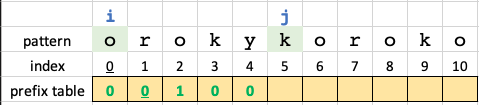 i j
pattern o r o k y k o r o k o
index 0 1 2 3 4 5 6 7 8 9 10
prefix table 0 0 1 0 0